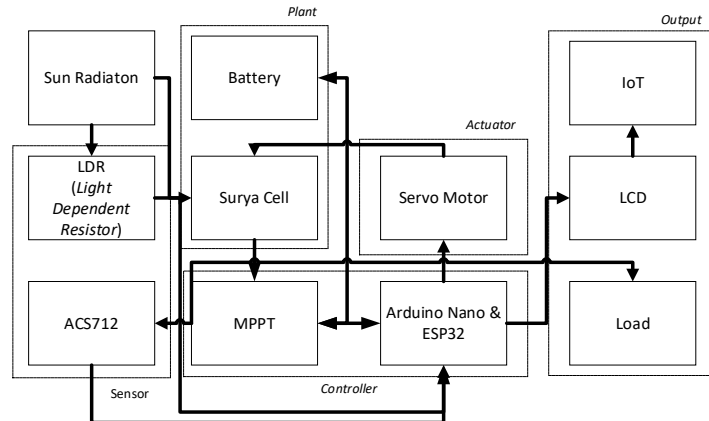 Plant
Output
Sun Radiaton
Battery
IoT
Actuator
LDR
(Light
Dependent
Resistor)
Surya Cell
Servo Motor
LCD
ACS712
MPPT
Arduino Nano &
ESP32
Load
Sensor
Controller